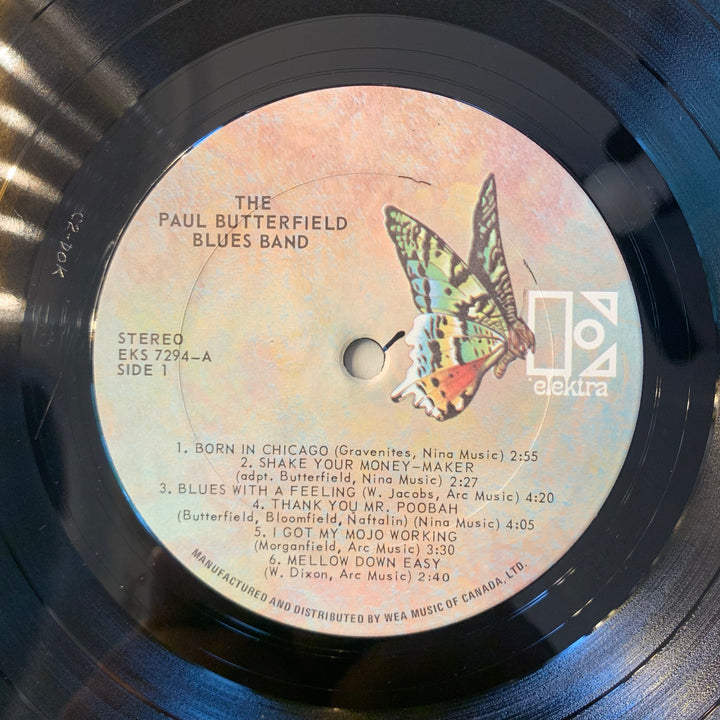 THE
PAUL BUTTERFIELD
BLUES BAND
STEREO
EKS 7294-A
SIDE 1
elektra
1. BORN IN CHICAGO (Gravenites, Nina Music) 2:55
2. SHAKE YOUR MONEY-MAKER
(adpt. Butterfield, Nina Music) 2:27
3. BLUES WITH A FEELING (W. Jacobs, Arc Music) 4:20
4. THANK YOU MR. POOBAH
(Butterfield, Bloomfield, Naftalin) (Nina Music) 4:05
5. I GOT MY MOJO WORKING
(Morganfield, Arc Music) 3:30
6. MELLOW DOWN EASY
(W. Dixon, Arc Music) 2:40
MANUFACTURED AND DISTRIBUTED BY WEA MUSIC OF CANADA, LTD.